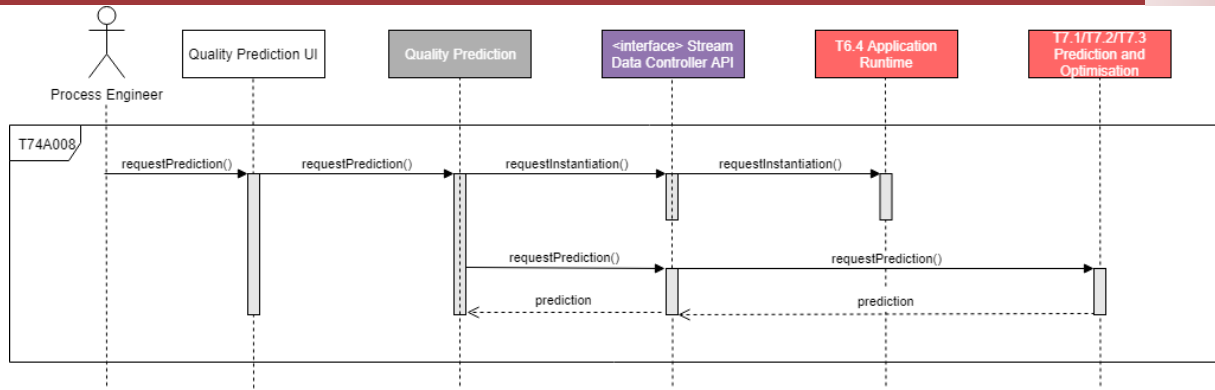 Quality Prediction UI
Quality Prediction
<interface> Stream
Data Controller API
T6.4 Application
Runtime
T7.1/T7.2/T7.3
Prediction and
Optimisation
Process Engineer
T74A008
requestPrediction()
requestPrediction()
requestInstantiation()
requestInstantiation()
requestPrediction()
requestPrediction()
prediction
prediction